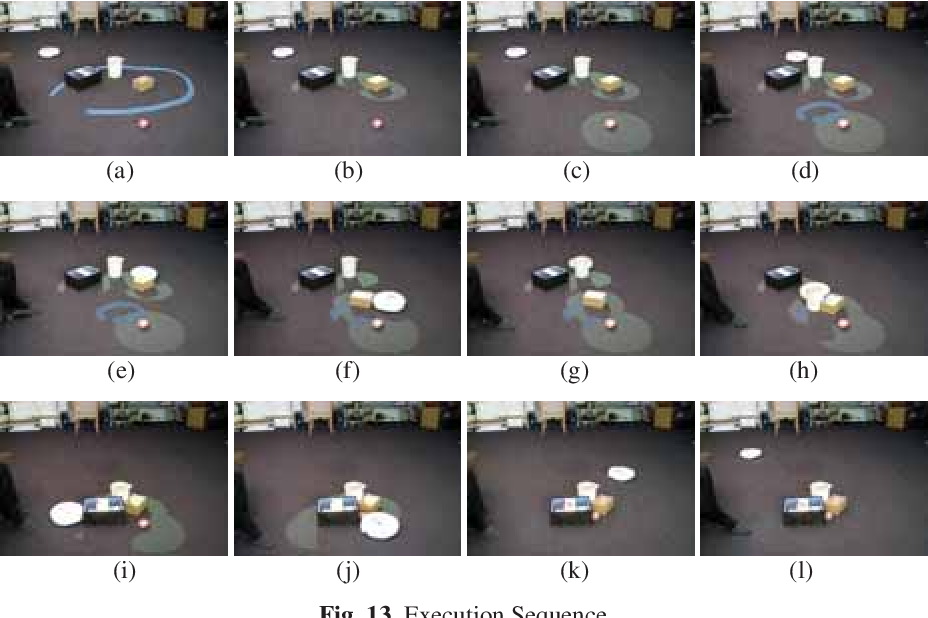 (a) (b) (c) (d)
(e) (f) (g) (h)
(i) (j) (k) (l)
Fig. 13. Execution Sequence